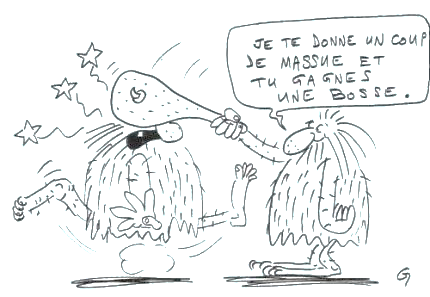 JE TE DONNE UN COUP
DE MASSUE ET
TU GAGNES
UNE BOSSE.
G